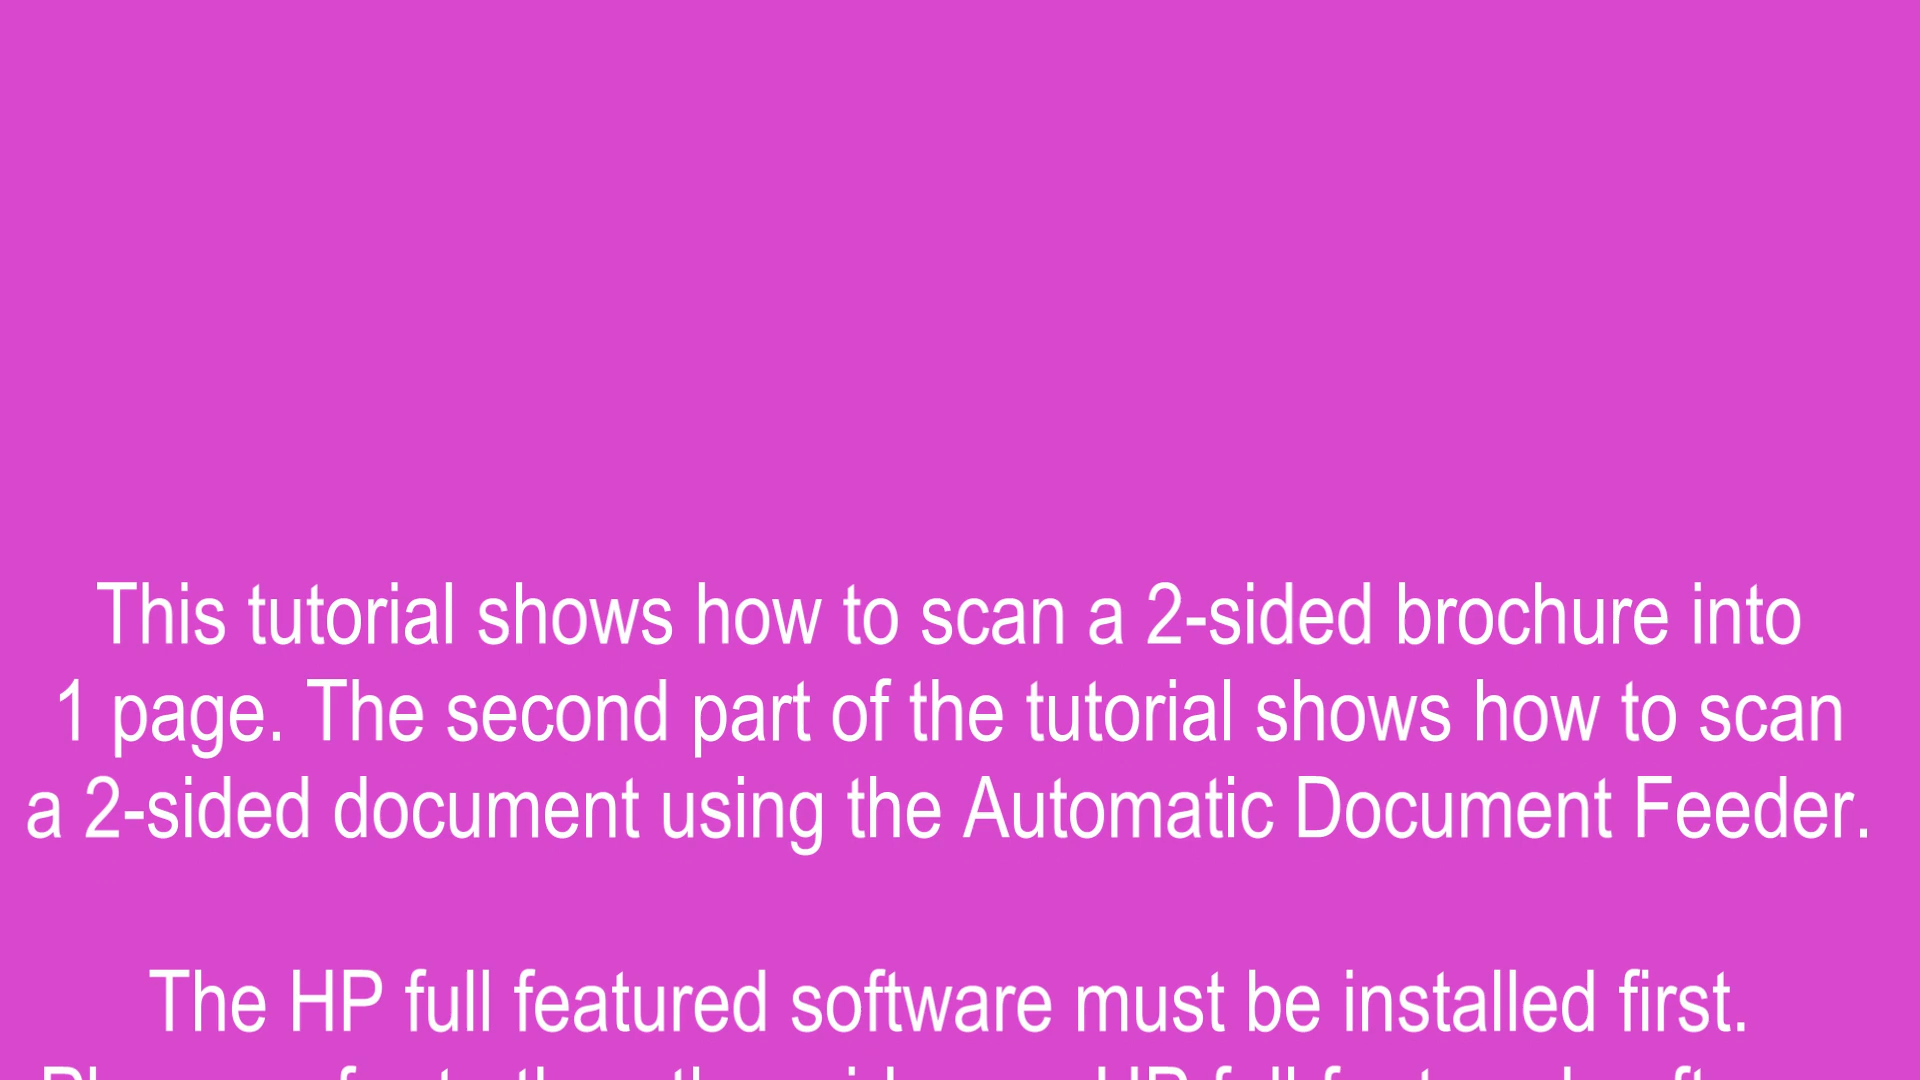 This tutorial shows how to scan a 2-sided brochure into
1 page. The second part of the tutorial shows how to scan
a 2-sided document using the Automatic Document Feeder.
The HP full featured software must be installed first.